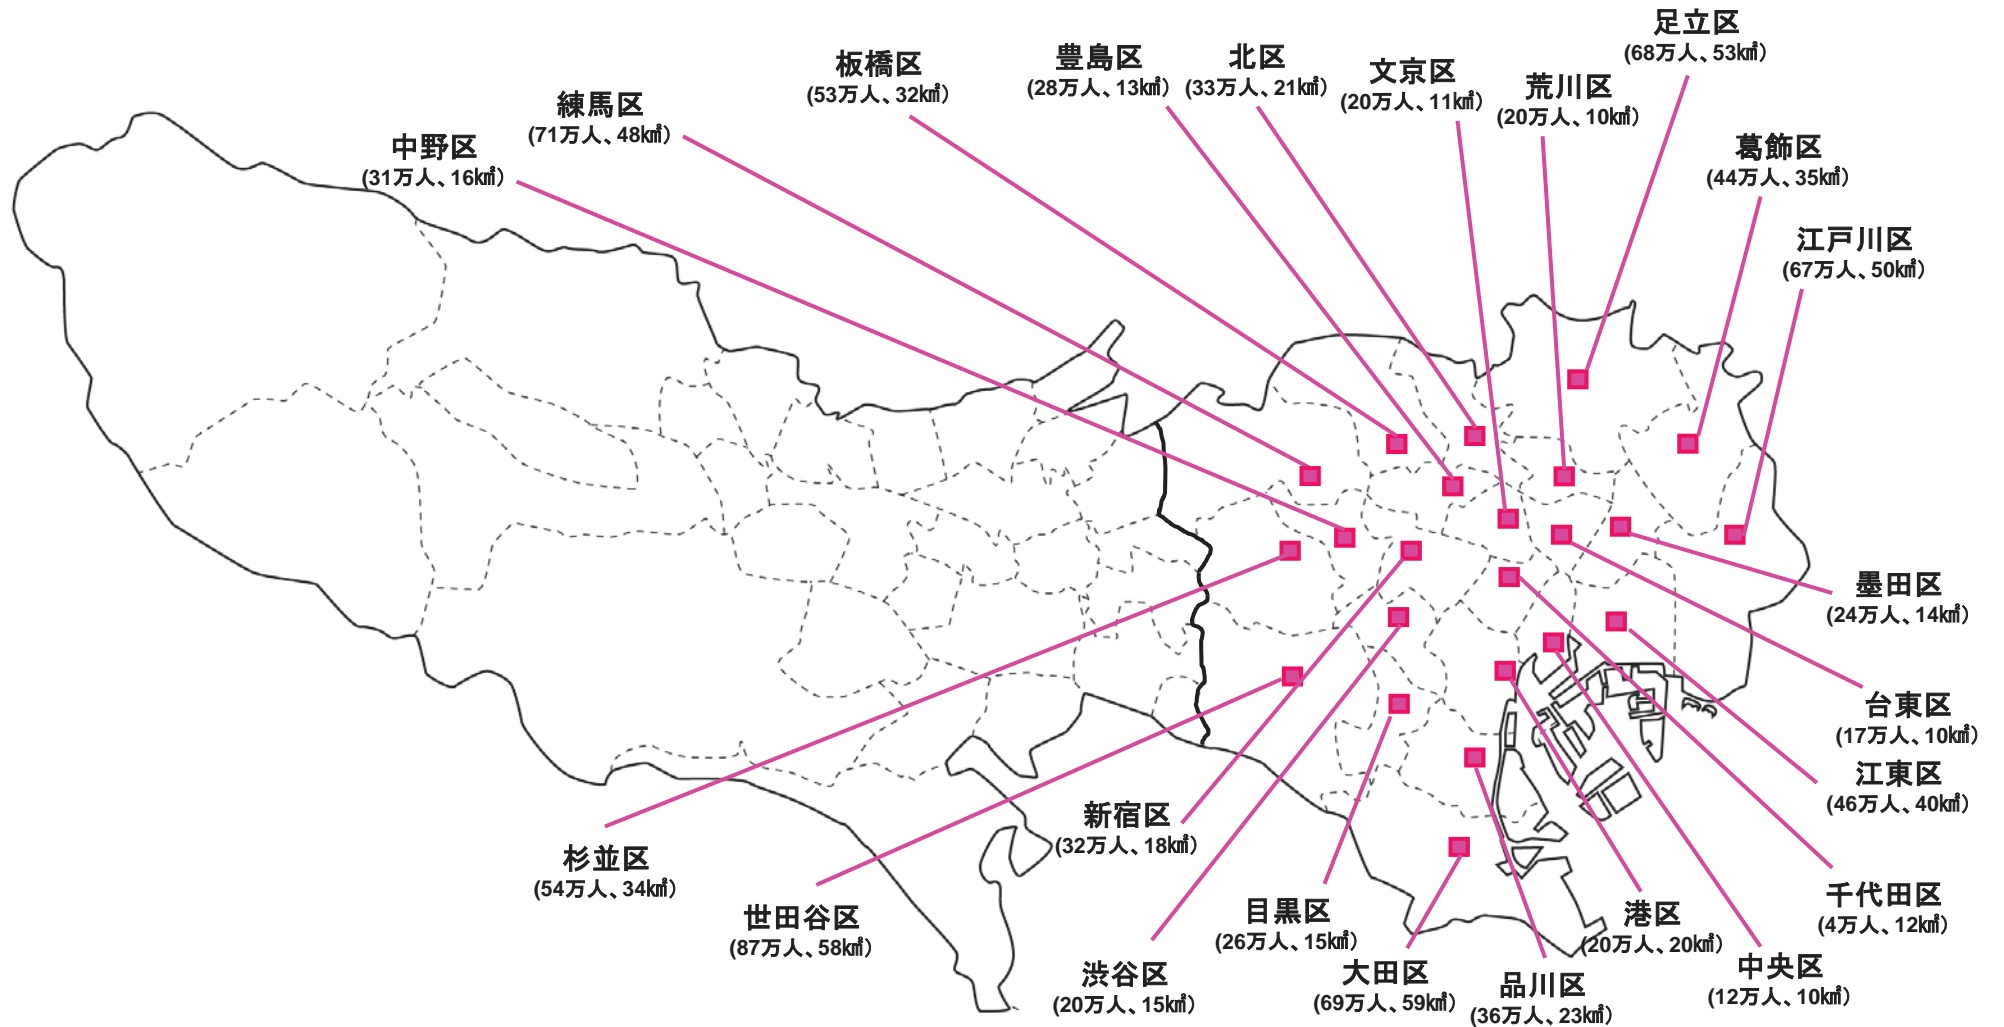 足立区
(68万人、53㎢)
豊島区
(28万人、13㎢)
北区
(33万人、21㎢)
板橋区
(53万人、32㎢)
文京区
(20万人、11㎢)
荒川区
(20万人、10㎢)
練馬区
(71万人、48㎢)
中野区
(31万人、16㎢)
葛飾区
(44万人、35㎢)
江戸川区
(67万人、50㎢)
墨田区
(24万人、14㎢)
台東区
(17万人、10㎢)
江東区
(46万人、40㎢)
新宿区
(32万人、18㎢)
杉並区
(54万人、34㎢)
世田谷区
(87万人、58㎢)
目黒区
(26万人、15㎢)
港区
(20万人、20㎢)
千代田区
(4万人、12㎢)
渋谷区
(20万人、15㎢)
大田区
(69万人、59㎢)
品川区
(36万人、23㎢)
中央区
(12万人、10㎢)